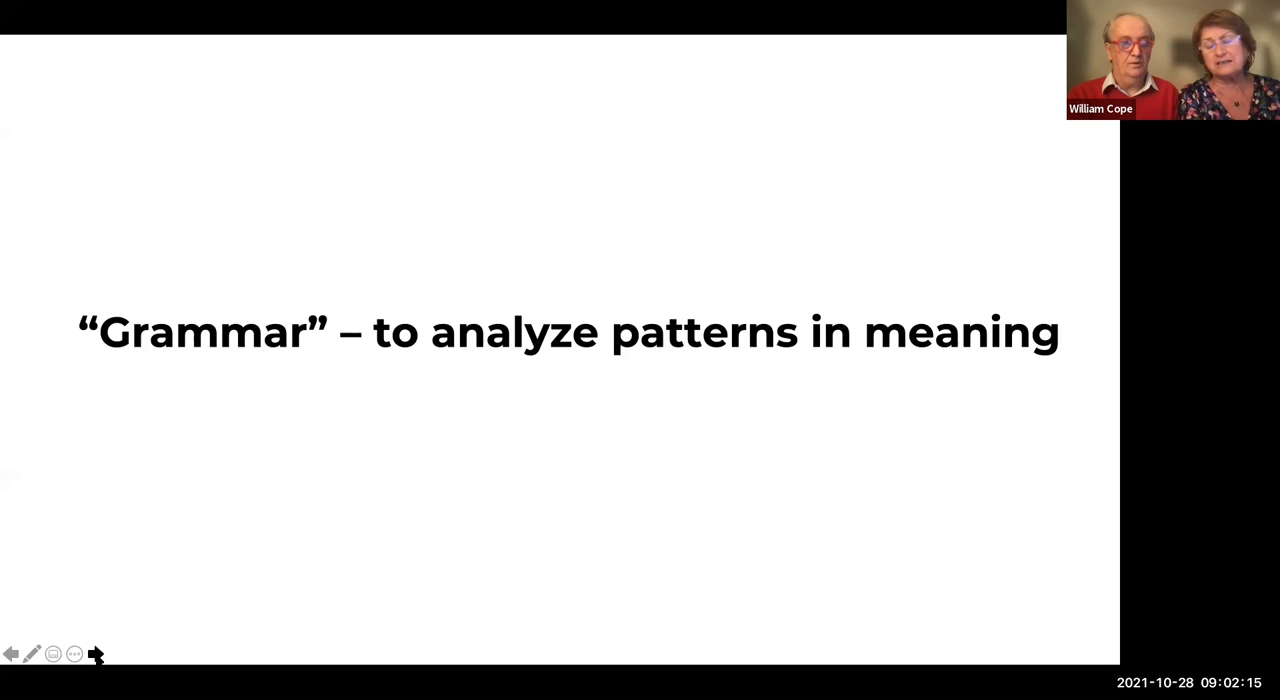 William Cope
“Grammar” – to analyze patterns in meaning
2021-10-28 09:02:15